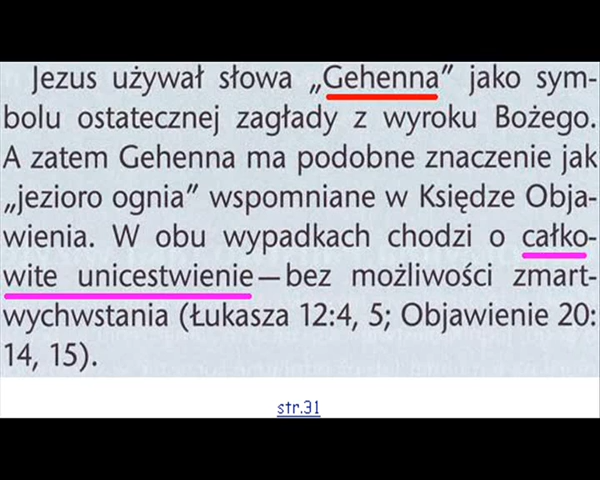 Jezus używał słowa „Gehenna” jako sym-
bolu ostatecznej zagłady z wyroku Bożego.
A zatem Gehenna ma podobne znaczenie jak
„jezioro ognia” wspomniane w Księdze Obja-
wienia. W obu wypadkach chodzi o całko-
wite unicestwienie—bez możliwości zmart-
wychwstania (Łukasza 12:4, 5; Objawienie 20:
14, 15).
str.31